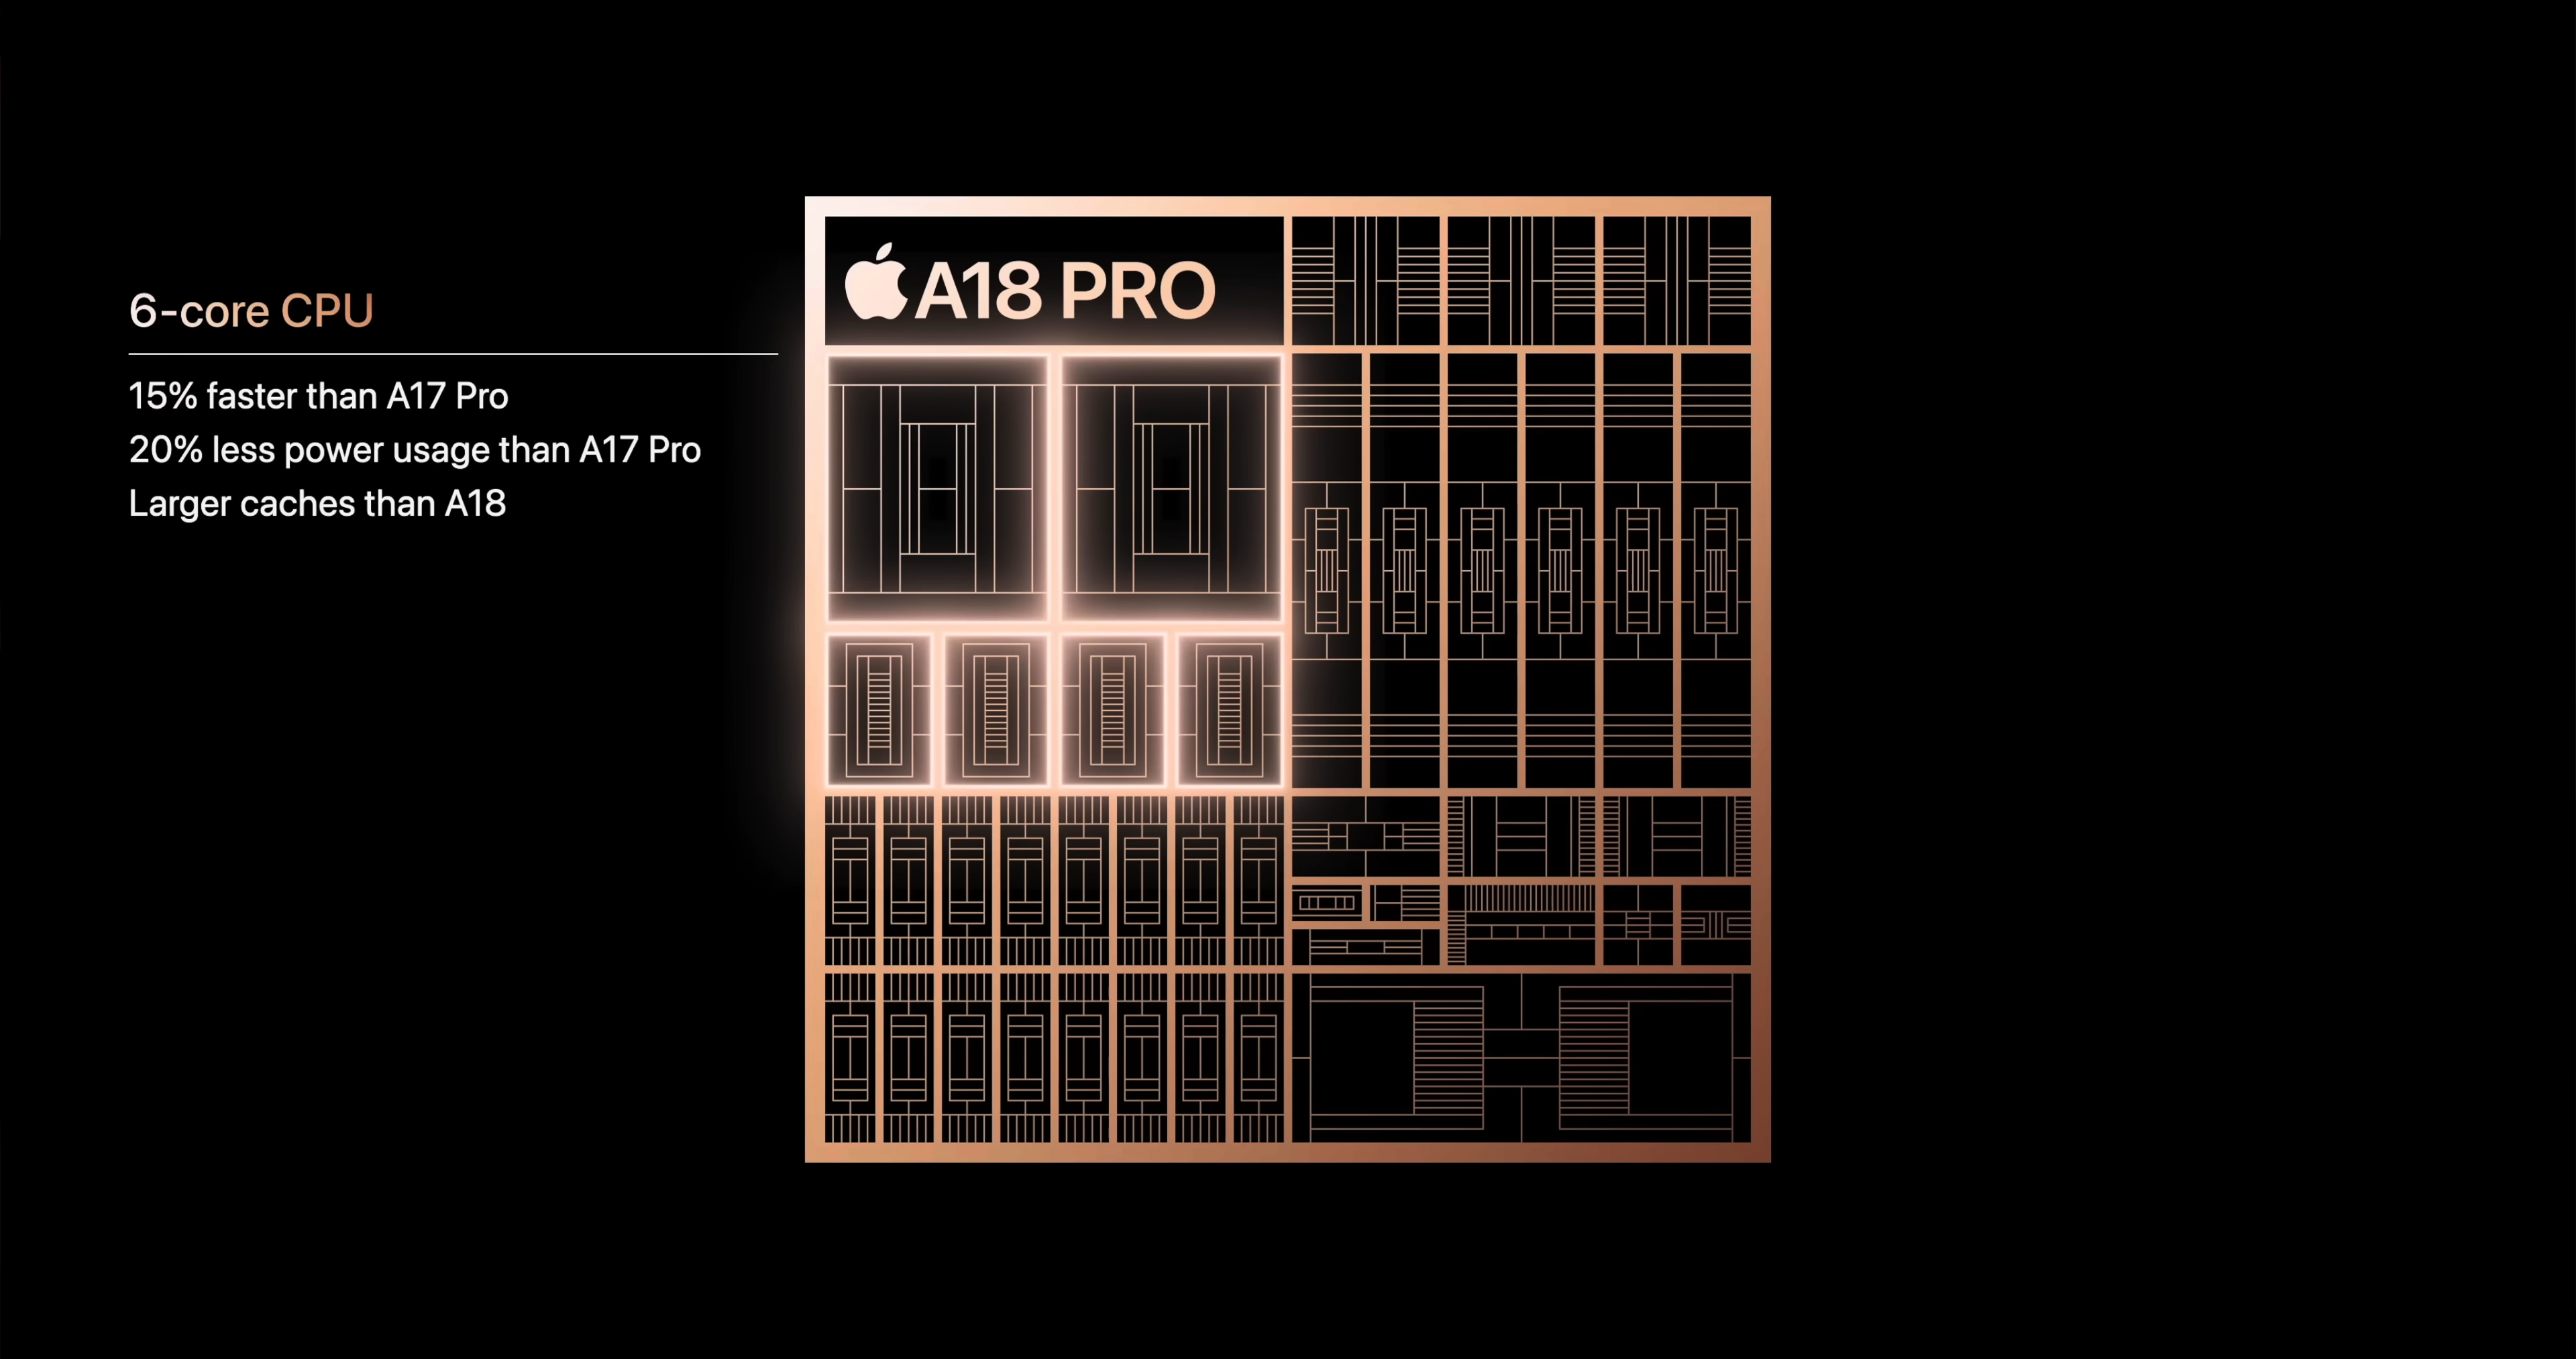 6-core CPU
15% faster than A17 Pro
20% less power usage than A17 Pro
Larger caches than A18
A18 PRO